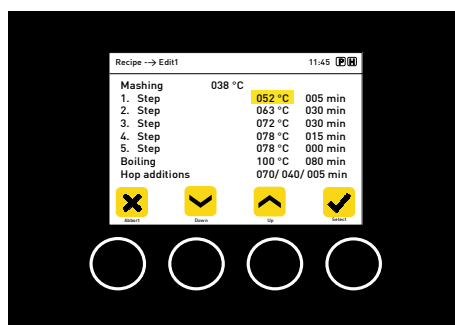 Recipe --> Edit1 11:45 P H
Mashing 038 °C
1. Step 052 °C 005 min
2. Step 063 °C 030 min
3. Step 072 °C 030 min
4. Step 078 °C 015 min
5. Step 078 °C 000 min
Boiling 100 °C 080 min
Hop additions 070/ 040/ 005 min
Abbort Down Up Select